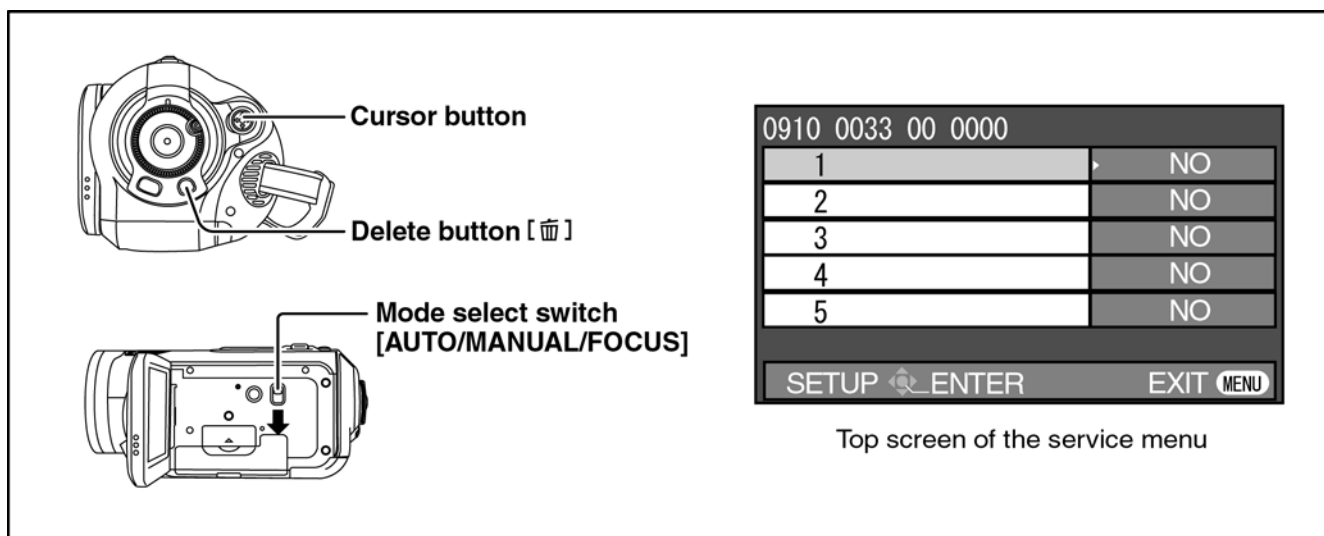 Cursor button
Delete button [ 面 ]
Mode select switch
[AUTO/MANUAL/FOCUS]
0910 0033 00 0000
1 NO
2 NO
3 NO
4 NO
5 NO
SETUP ENTER EXIT MENU
Top screen of the service menu